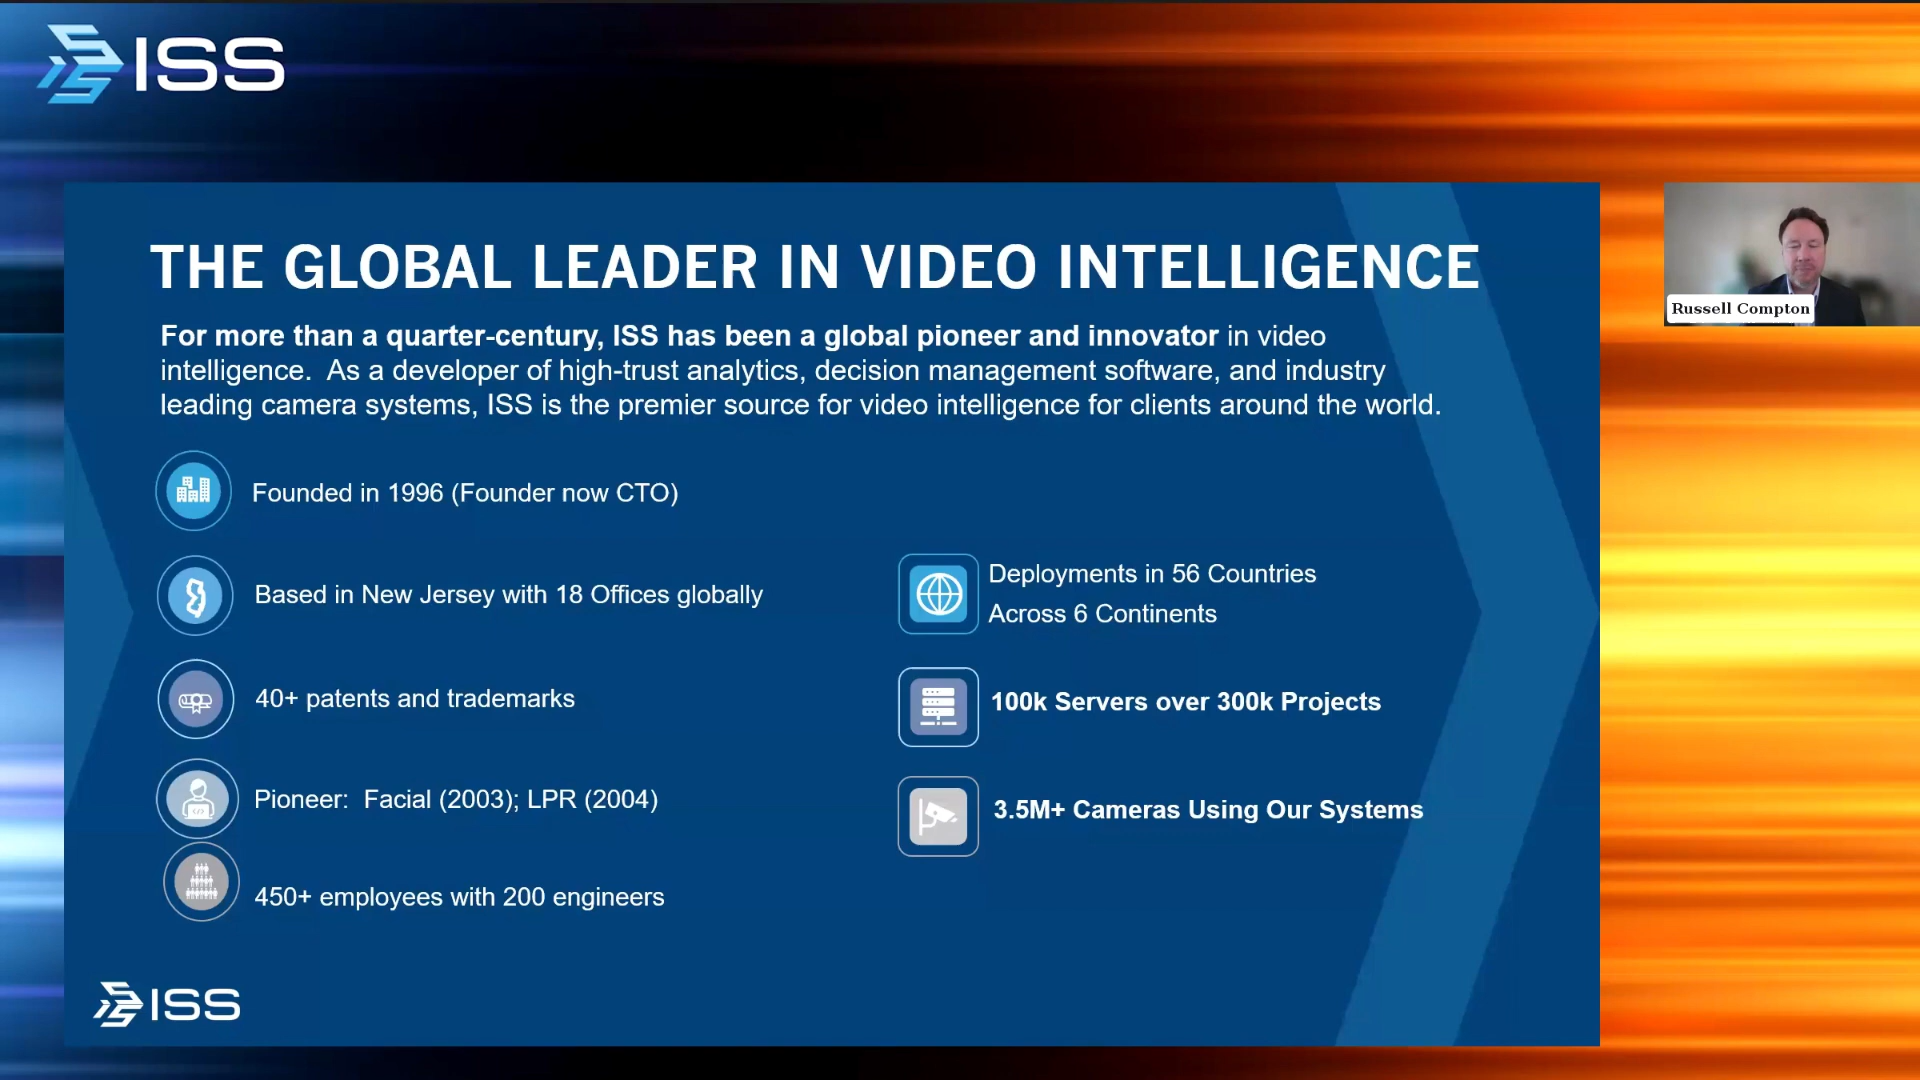 ISS
THE GLOBAL LEADER IN VIDEO INTELLIGENCE
For more than a quarter-century, ISS has been a global pioneer and innovator in video
intelligence.  As a developer of high-trust analytics, decision management software, and industry
leading camera systems, ISS is the premier source for video intelligence for clients around the world.
Founded in 1996 (Founder now CTO)
Based in New Jersey with 18 Offices globally
40+ patents and trademarks
Pioneer:  Facial (2003); LPR (2004)
450+ employees with 200 engineers
Deployments in 56 Countries
Across 6 Continents
100k Servers over 300k Projects
3.5M+ Cameras Using Our Systems
ISS
Russell Compton